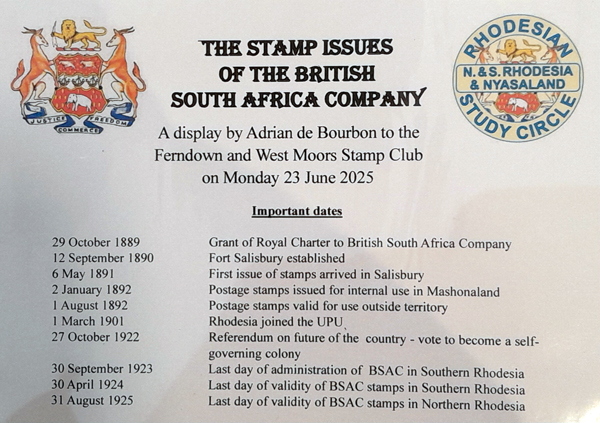 THE STAMP ISSUES
OF THE BRITISH
SOUTH AFRICA COMPANY
JUSTICE FREEDOM
COMMERCE
RHODESIAN
N. & S. RHODESIA
& NYASALAND
STUDY CIRCLE
A display by Adrian de Bourbon to the
Ferndown and West Moors Stamp Club
on Monday 23 June 2025
Important dates
29 October 1889 Grant of Royal Charter to British South Africa Company
12 September 1890 Fort Salisbury established
6 May 1891 First issue of stamps arrived in Salisbury
2 January 1892 Postage stamps issued for internal use in Mashonaland
1 August 1892 Postage stamps valid for use outside territory
1 March 1901 Rhodesia joined the UPU
27 October 1922 Referendum on future of the country - vote to become a self-
governing colony
30 September 1923 Last day of administration of BSAC in Southern Rhodesia
30 April 1924 Last day of validity of BSAC stamps in Southern Rhodesia
31 August 1925 Last day of validity of BSAC stamps in Northern Rhodesia